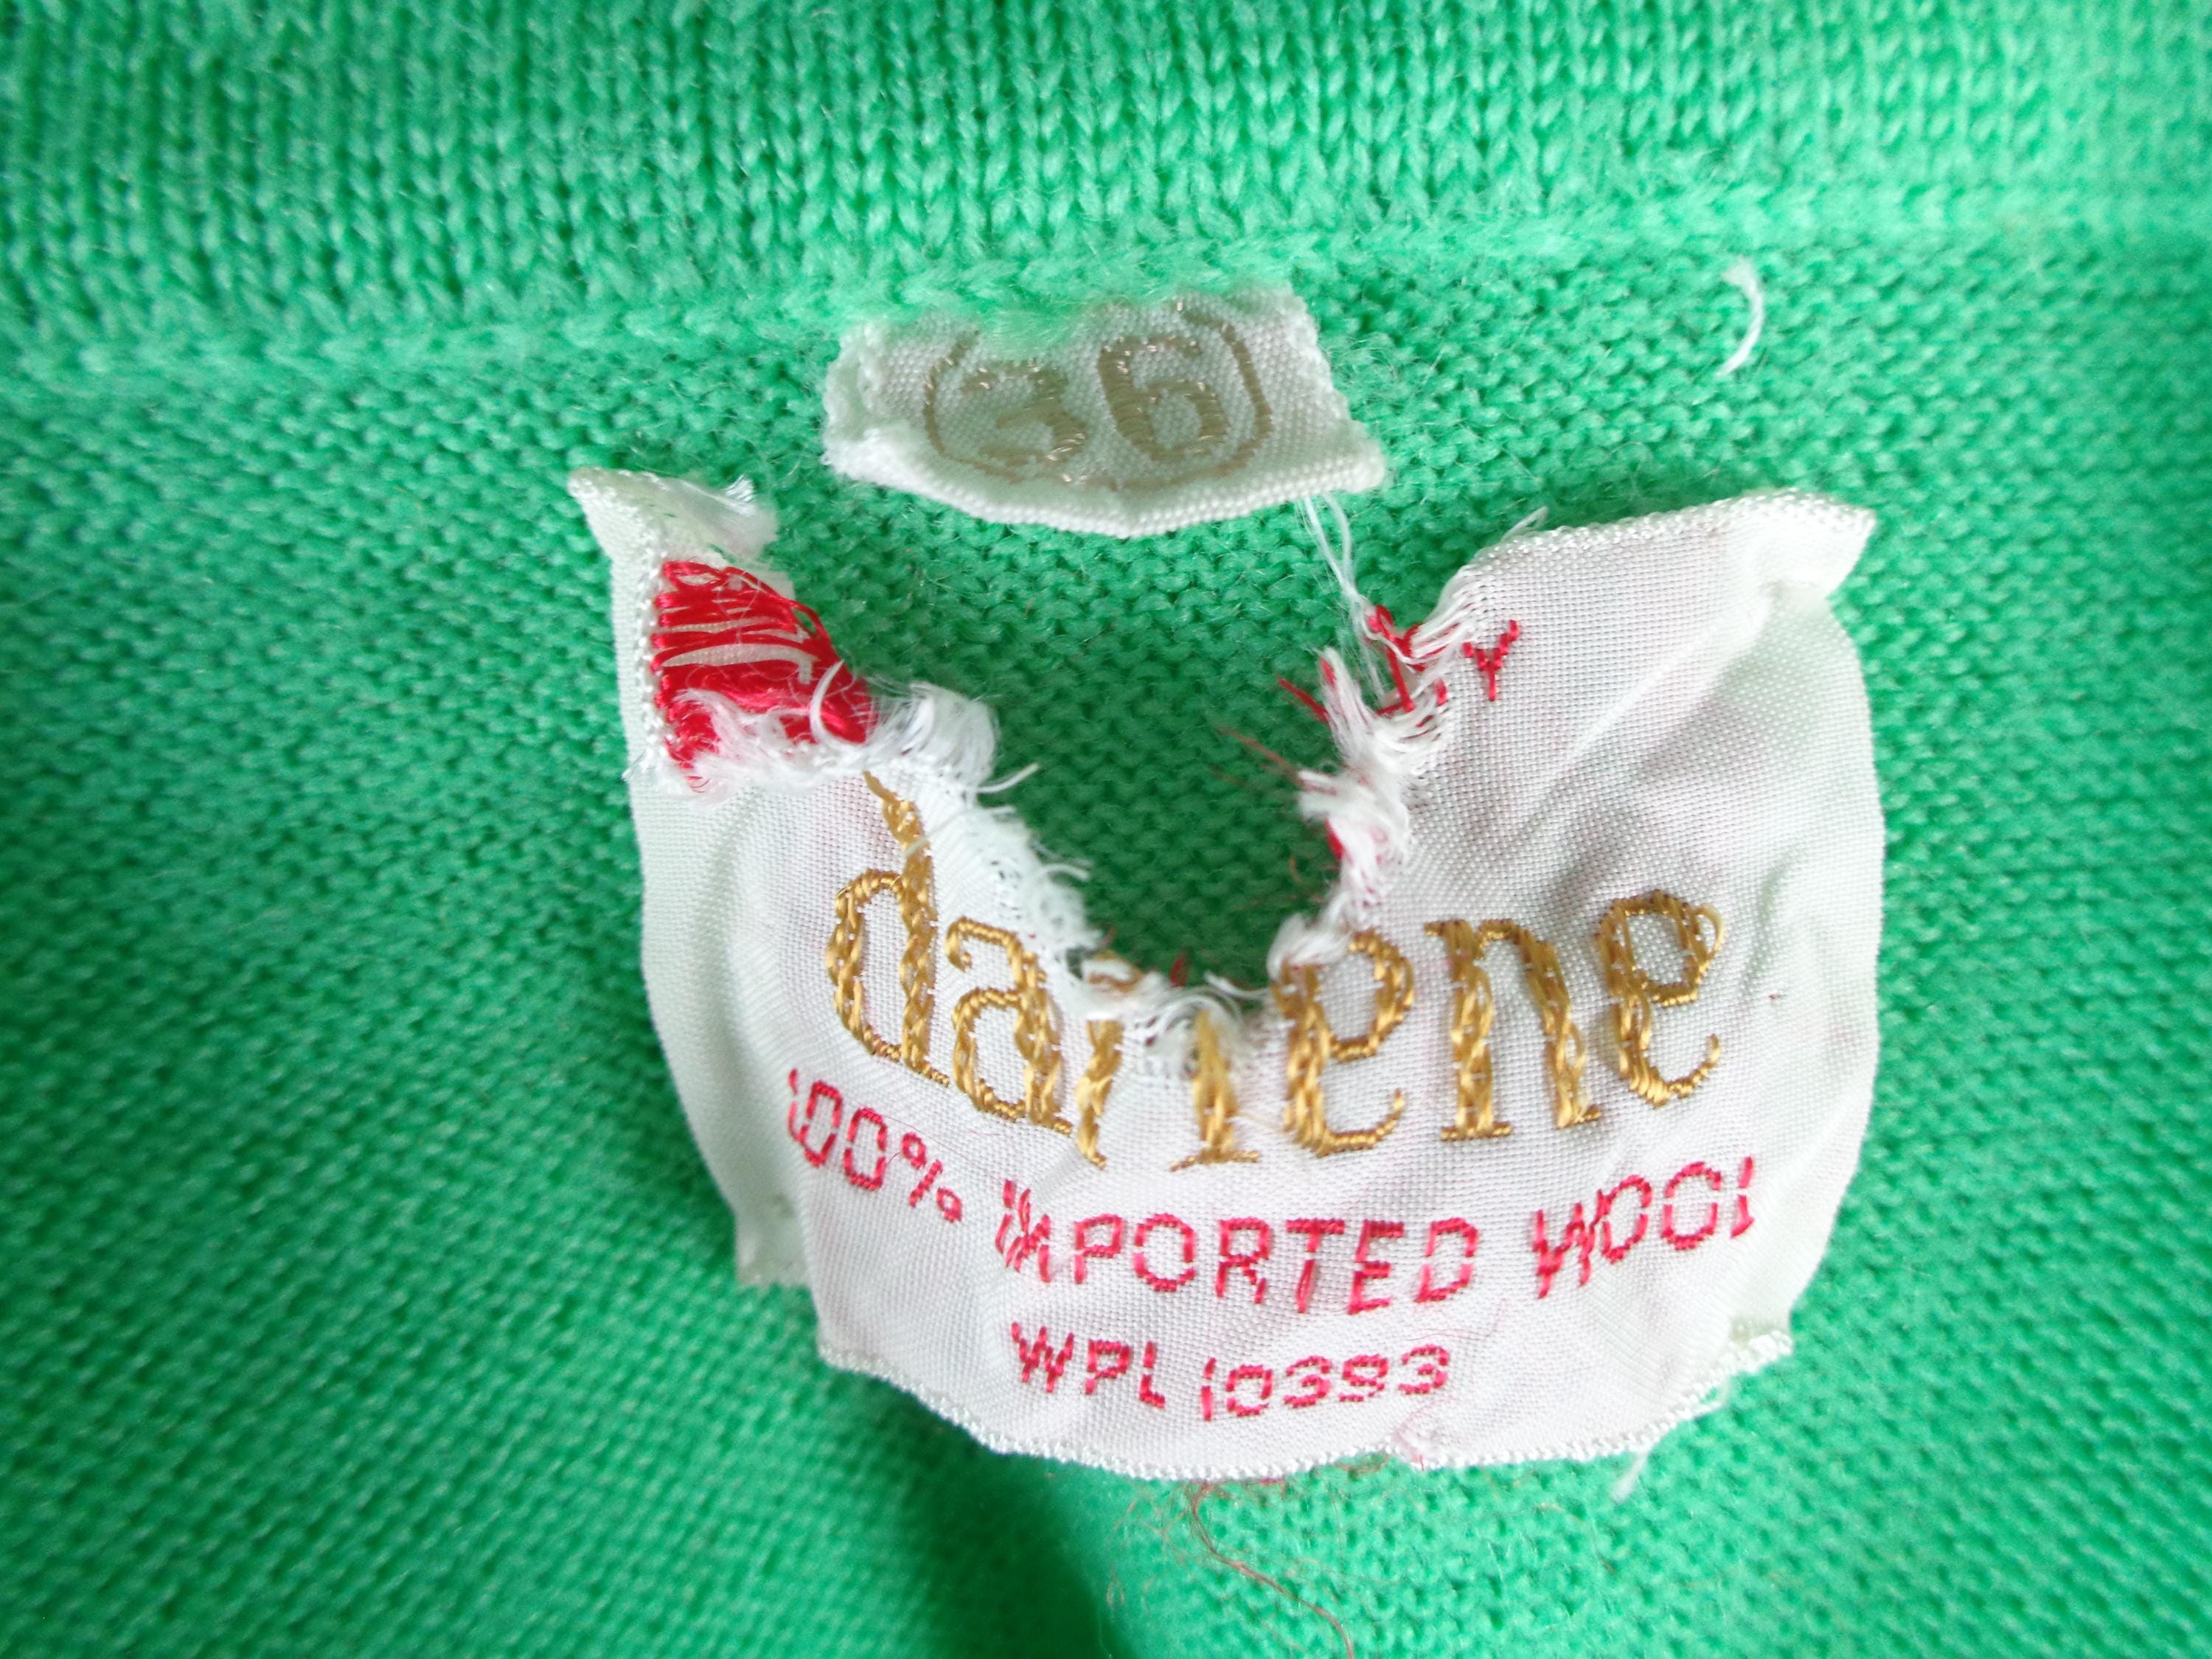 (36)
darlene
100% IMPORTED WOOL
WPL 10393